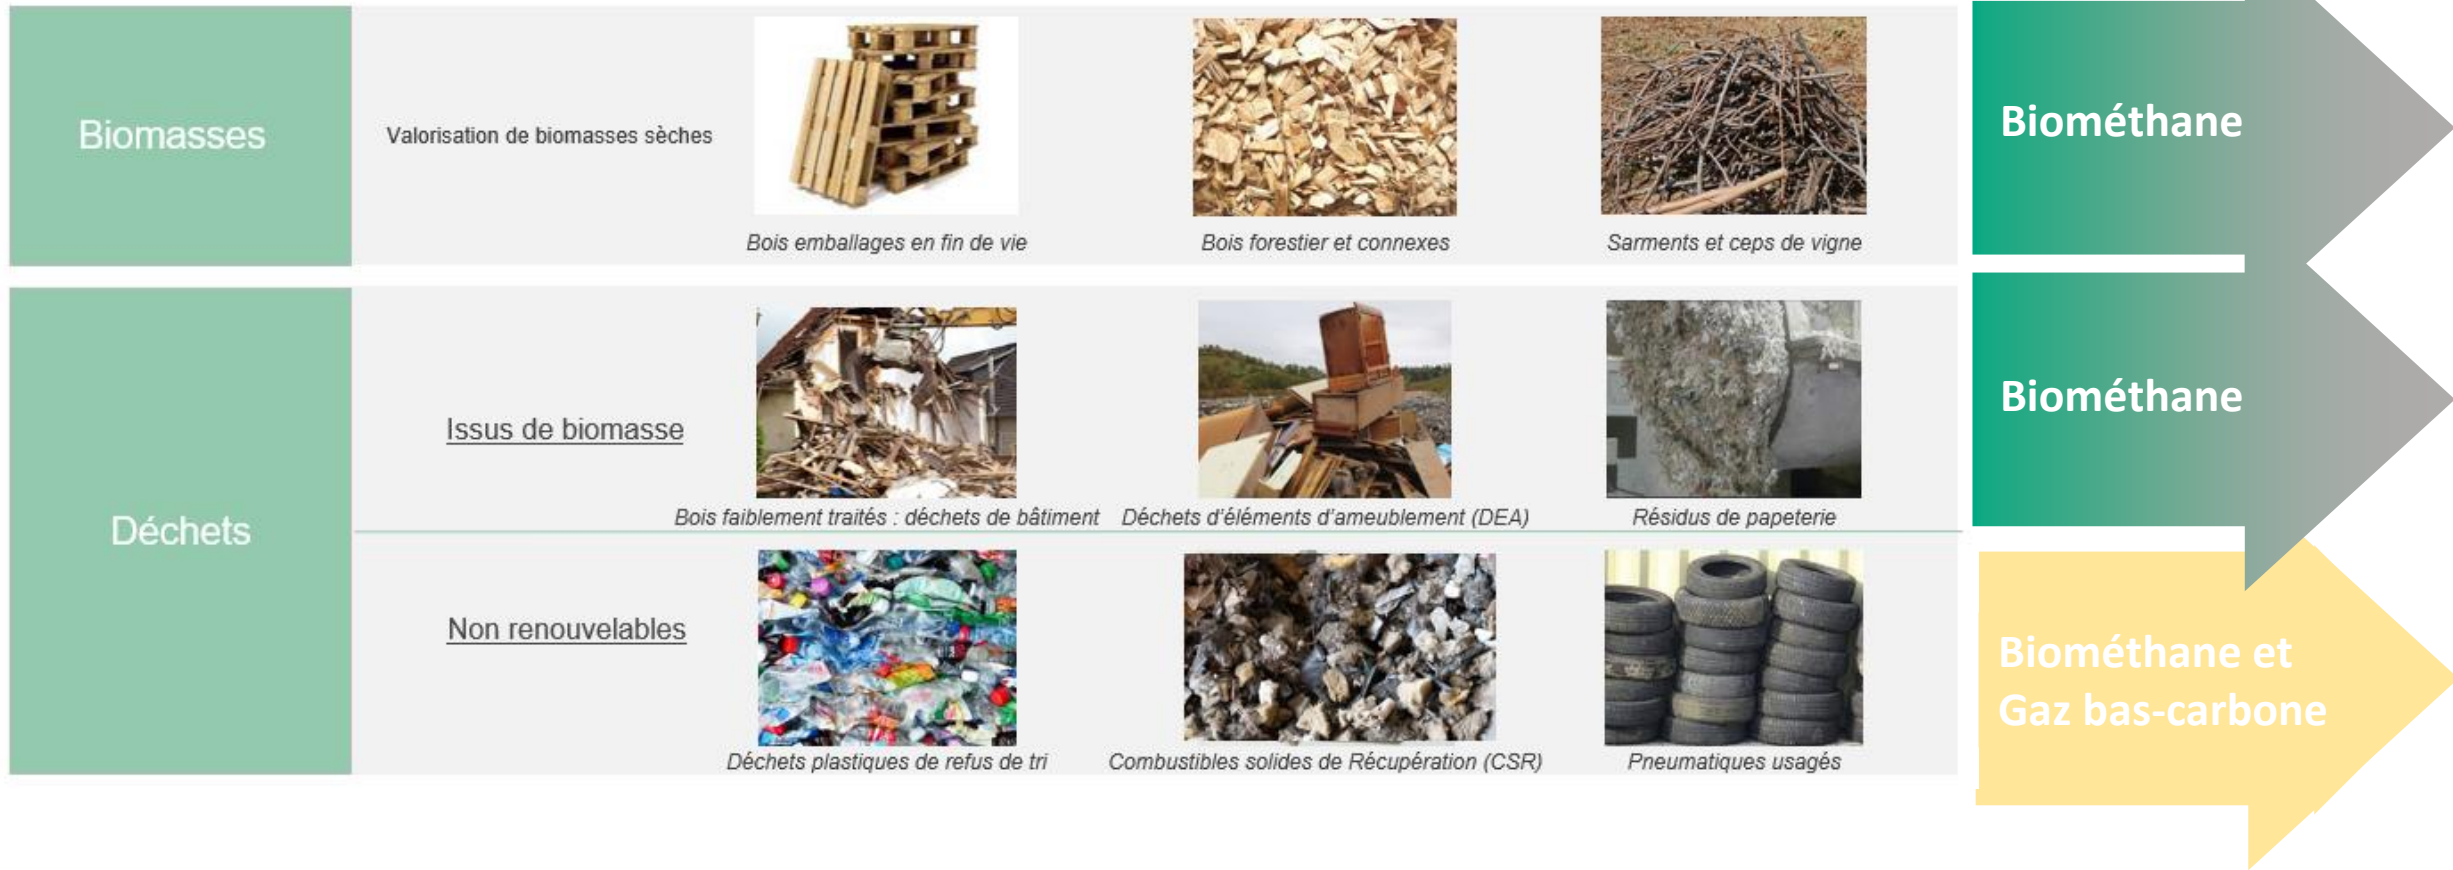 Biomasses
Valorisation de biomasses sèches
Bois emballages en fin de vie
Bois forestier et connexes
Sarments et ceps de vigne
Biométhane
Déchets
Issus de biomasse
Bois faiblement traités : déchets de bâtiment
Déchets d'éléments d'ameublement (DEA)
Résidus de papeterie
Biométhane
Non renouvelables
Déchets plastiques de refus de tri
Combustibles solides de Récupération (CSR)
Pneumatiques usagés
Biométhane et
Gaz bas-carbone